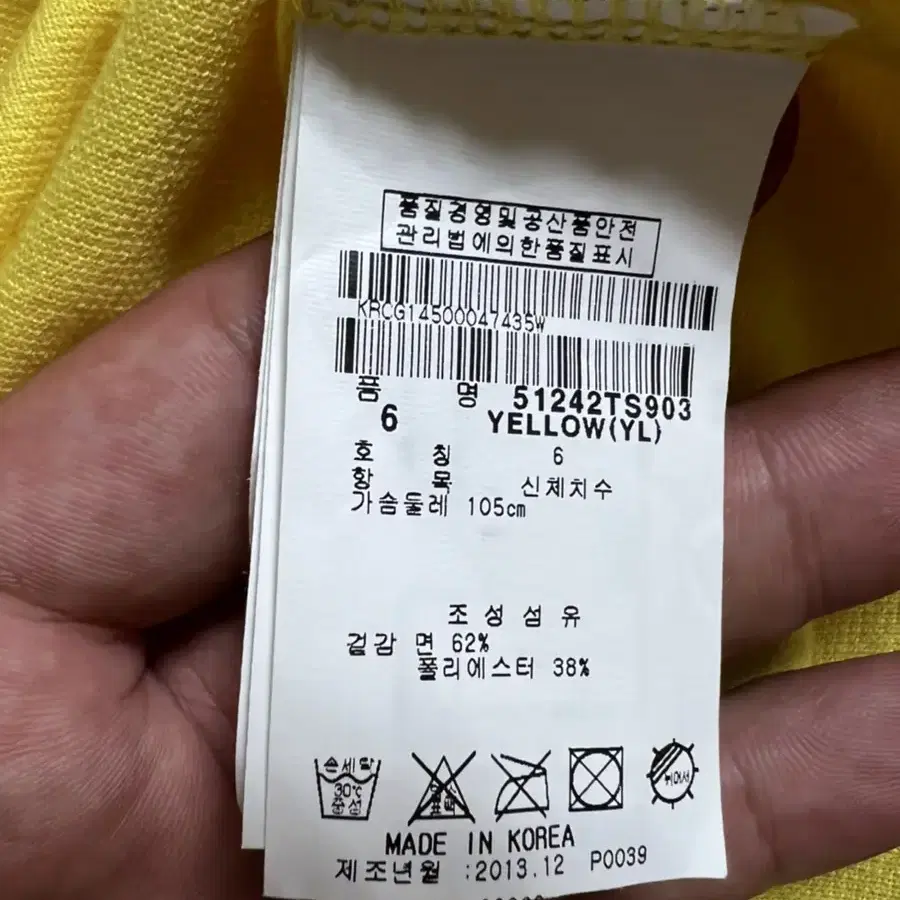 품질경영및공산품안전
관리법에의한품질표시
KRCG14500047435W
품 명 51242TS903
6 YELLOW(YL)
호 칭 6
항 목 신체치수
가슴둘레 105cm
조성섬유
겉감 면 62%
폴리에스터 38%
손세탁
30℃
중성
뉘어서
MADE IN KOREA
제조년월 :2013.12 P0039